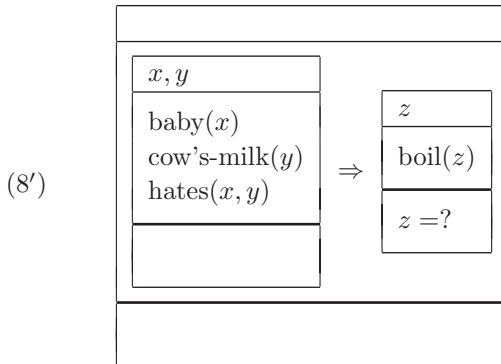 x, y
baby(x)
cow's-milk(y)
hates(x, y)
(8′)
⇒
z
boil(z)
z =?